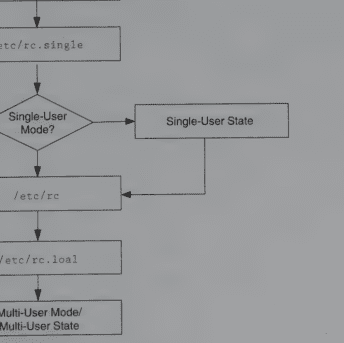 etc/rc.single
Single-User
Mode?
Single-User State
/etc/rc
/etc/rc.loal
Multi-User Mode/
Multi-User State